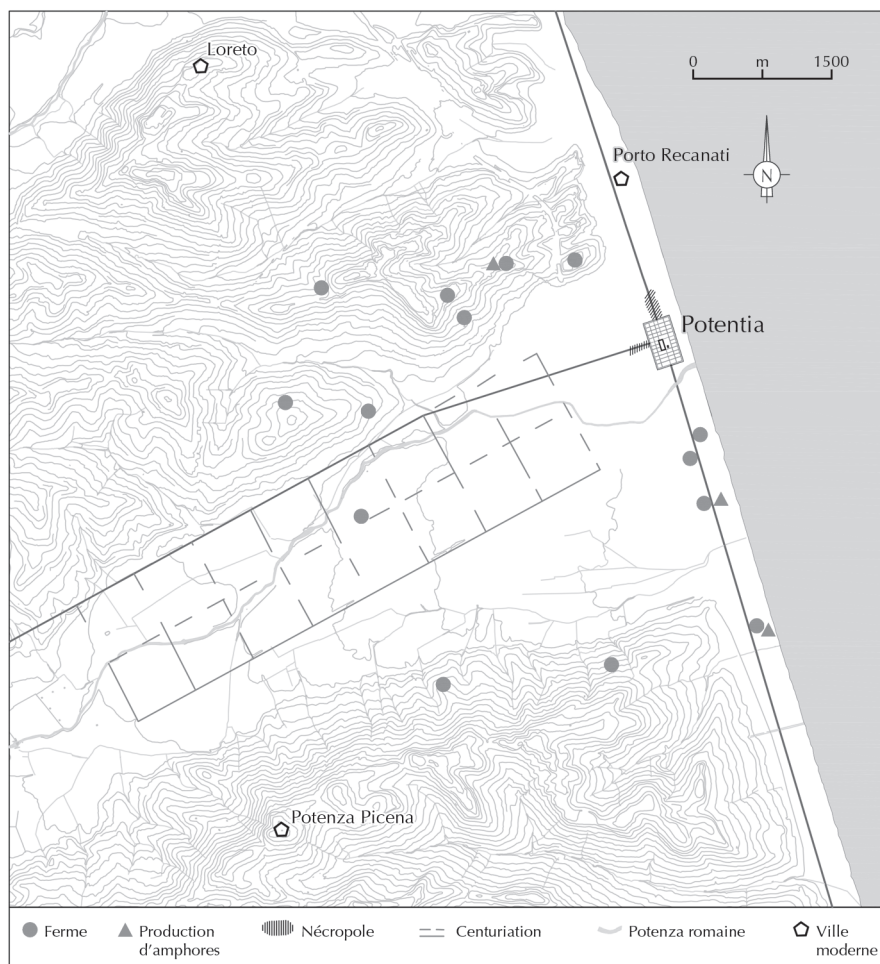 Loreto
0 m 1500
Porto Recanati
N
Potentia
Potenza Picena
Ferme
Production
d'amphores
Nécropole
Centuriation
Potenza romaine
Ville
moderne